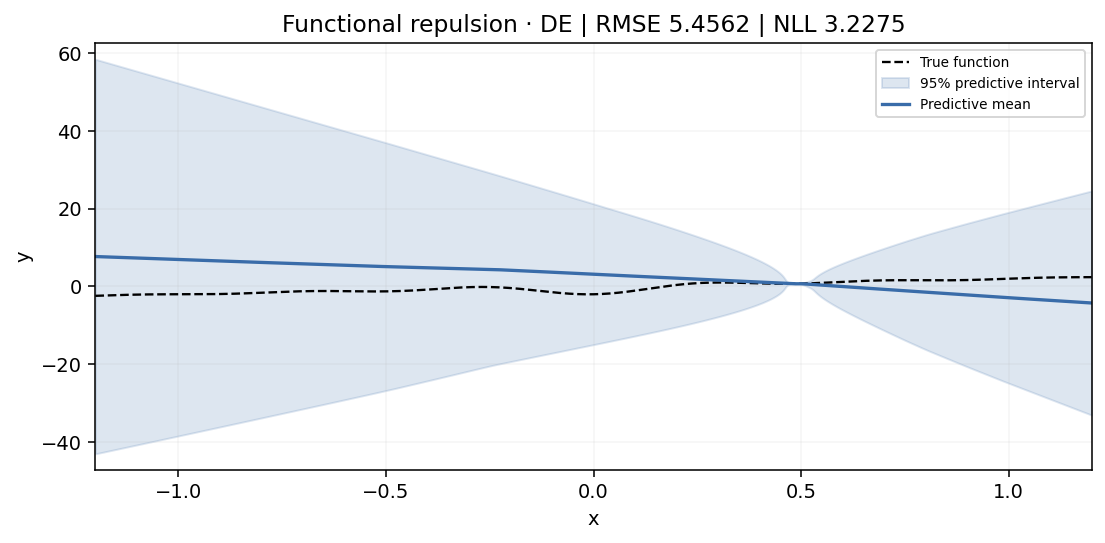 Functional repulsion · DE | RMSE 5.4562 | NLL 3.2275
True function
95% predictive interval
Predictive mean
y
60
40
20
0
−20
−40
−1.0
−0.5
0.0
0.5
1.0
x